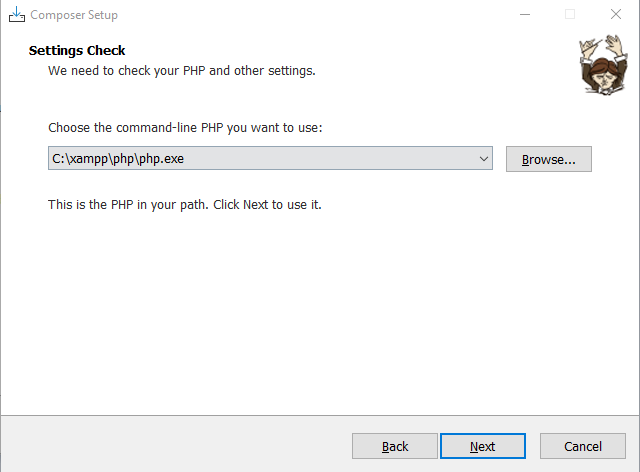 Composer Setup
Settings Check
We need to check your PHP and other settings.
Choose the command-line PHP you want to use:
C:\xampp\php\php.exe
Browse...
This is the PHP in your path. Click Next to use it.
Back
Next
Cancel